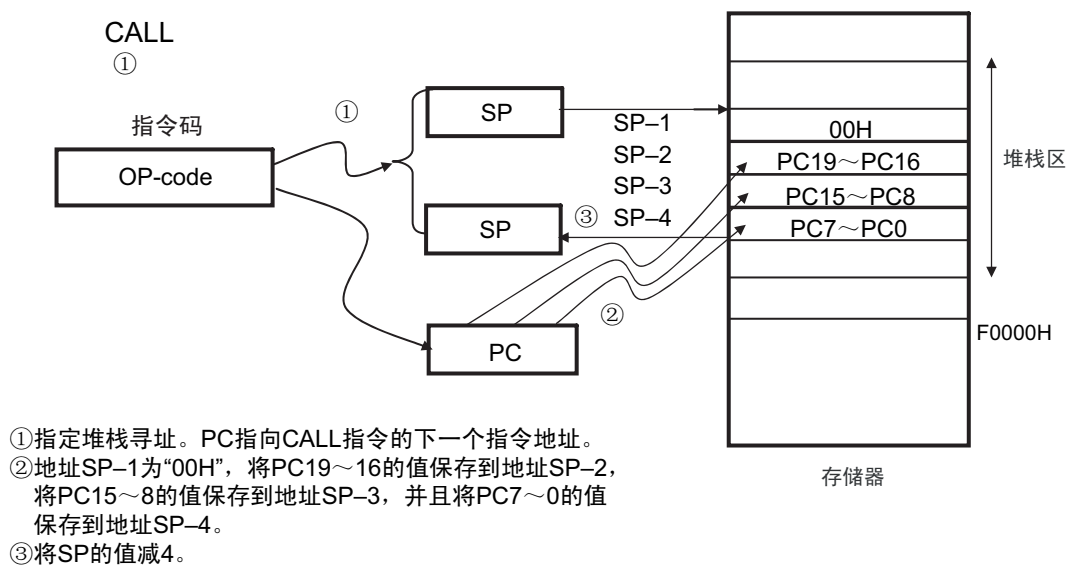 CALL
①
指令码
OP-code
①
SP
SP
③
SP–1
SP–2
SP–3
SP–4
②
PC
00H
PC19～PC16
PC15～PC8
PC7～PC0
堆栈区
F0000H
存储器
①指定堆栈寻址。PC指向CALL指令的下一个指令地址。
②地址SP–1为“00H”，将PC19～16的值保存到地址SP–2，
将PC15～8的值保存到地址SP–3，并且将PC7～0的值
保存到地址SP–4。
③将SP的值减4。